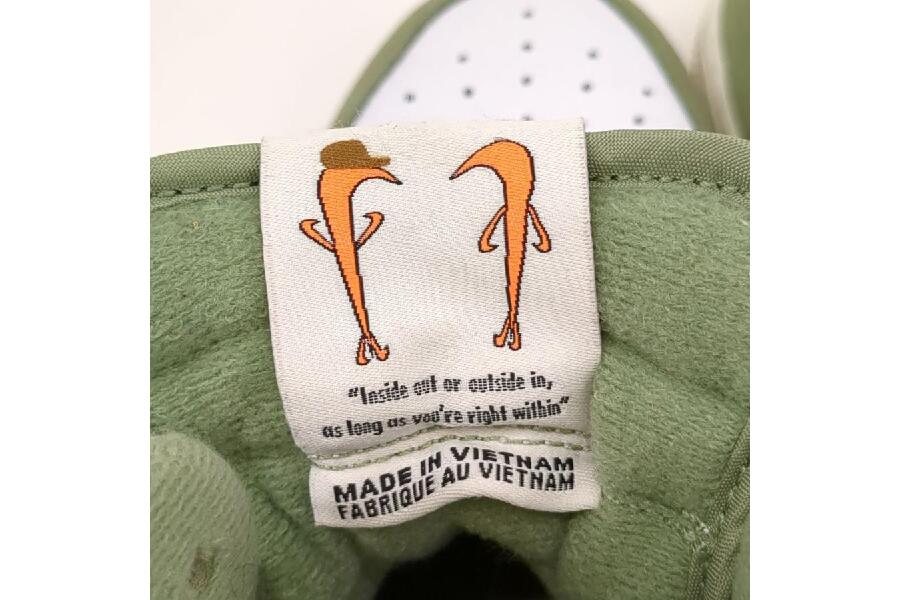 "Inside out or outside in,
as long as you're right within"
MADE IN VIETNAM
FABRIQUE AU VIETNAM